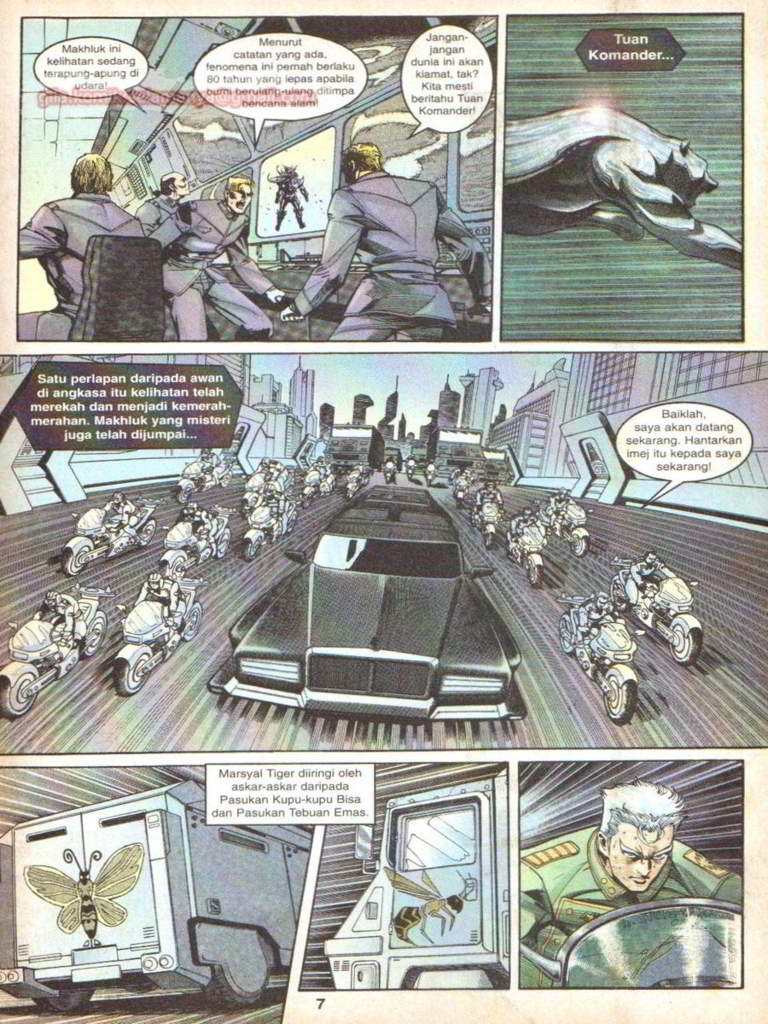 Makhluk ini
kelihatan sedang
terapung-apung di
udara!
Menurut
catatan yang ada,
fenomena ini pernah berlaku
80 tahun yang lepas apabila
bumi berulang-ulang ditimpa
bencana alam!
Jangan-
jangan
dunia ini akan
kiamat, tak?
Kita mesti
beritahu Tuan
Komander!
Tuan
Komander...
Satu perlapan daripada awan
di angkasa itu kelihatan telah
merekah dan menjadi kemerah-
merahan. Makhluk yang misteri
juga telah dijumpai...
Baiklah,
saya akan datang
sekarang. Hantarkan
imej itu kepada saya
sekarang!
Marsyal Tiger diiringi oleh
askar-askar daripada
Pasukan Kupu-kupu Bisa
dan Pasukan Tebuan Emas.
7